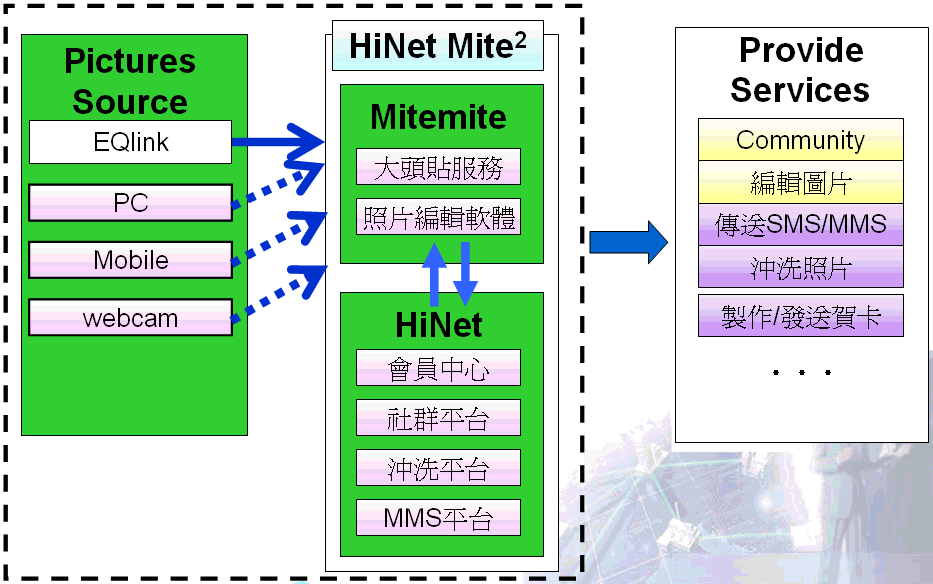 Pictures
Source
EQlink
PC
Mobile
webcam
HiNet Mite²
Mitemite
大頭貼服務
照片編輯軟體
HiNet
會員中心
社群平台
沖洗平台
MMS平台
Provide
Services
Community
編輯圖片
傳送SMS/MMS
沖洗照片
製作/發送賀卡
. . .